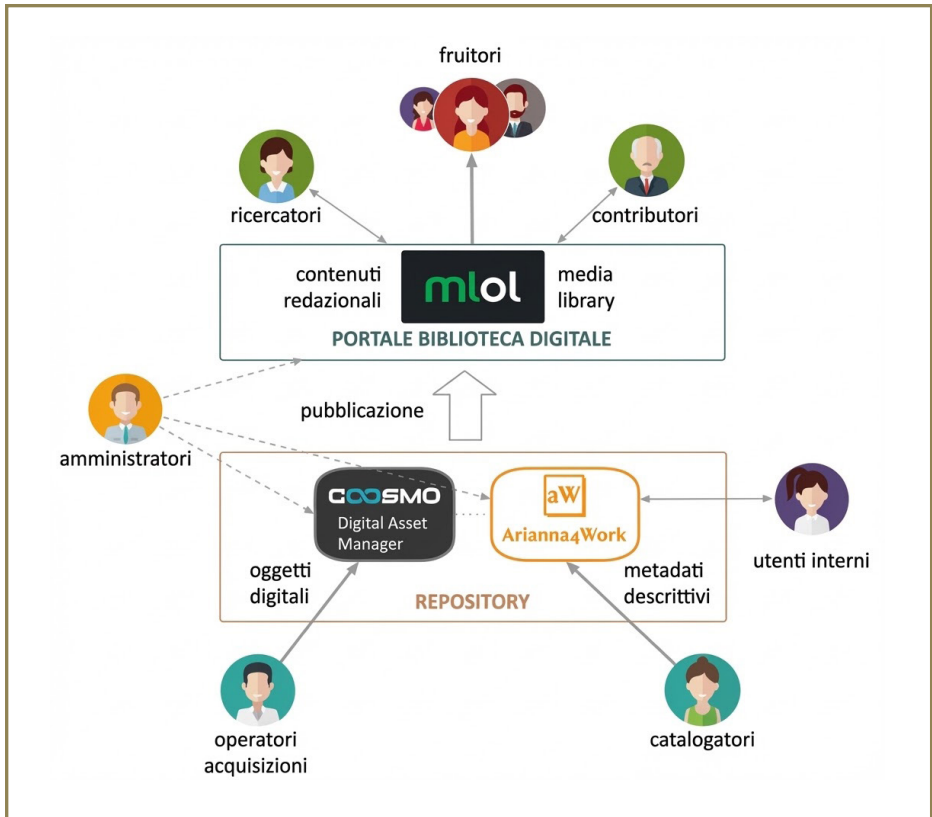 fruitori
ricercatori
contributori
contenuti
redazionali
mlol
media
library
PORTALE BIBLIOTECA DIGITALE
pubblicazione
amministratori
COOSMO
Digital Asset
Manager
aW
Arianna4Work
utenti interni
oggetti
digitali
metadati
descrittivi
REPOSITORY
operatori
acquisizioni
catalogatori